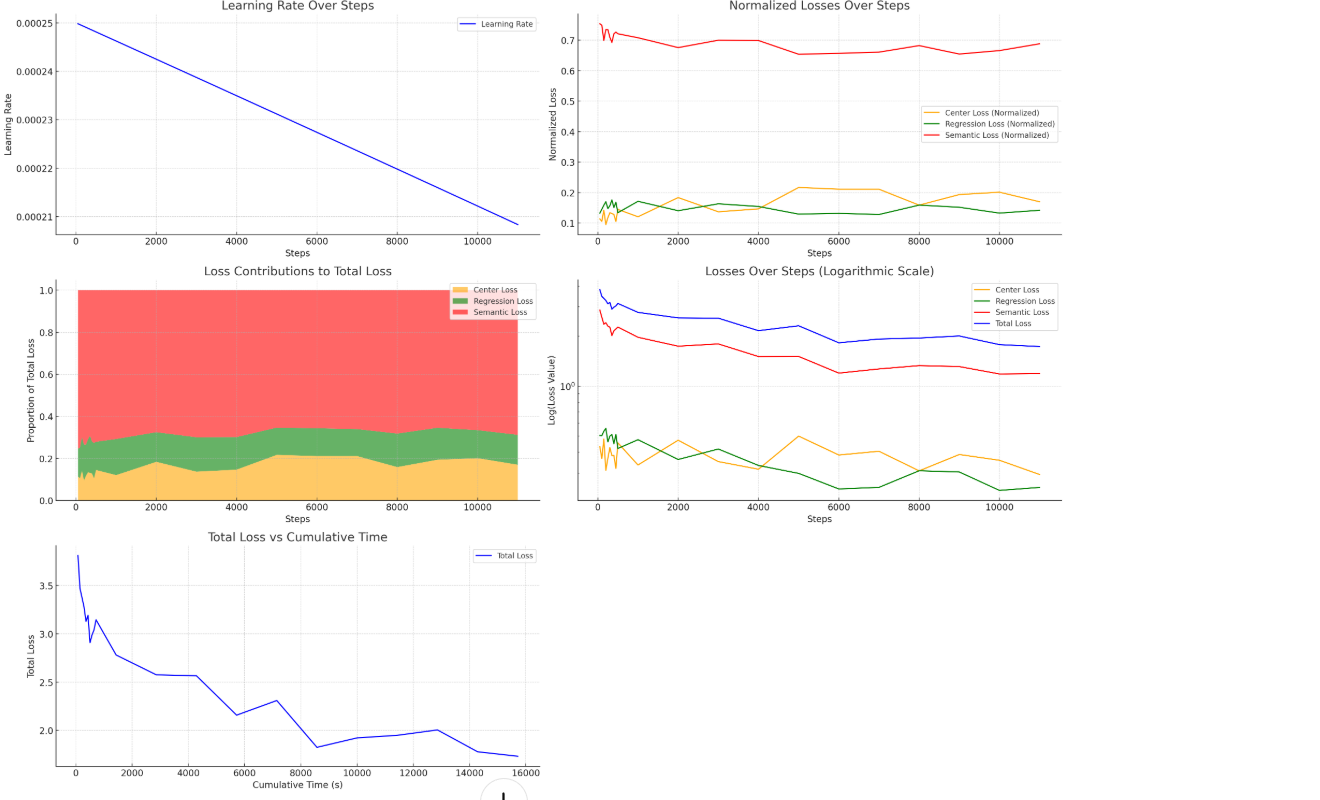 Learning Rate Over Steps
Learning Rate
0.00025
0.00024
0.00023
0.00022
0.00021
Learning Rate
0
2000
4000
6000
8000
10000
Steps
Normalized Losses Over Steps
Normalized Loss
0.7
0.6
0.5
0.4
0.3
0.2
0.1
Center Loss (Normalized)
Regression Loss (Normalized)
Semantic Loss (Normalized)
0
2000
4000
6000
8000
10000
Steps
Loss Contributions to Total Loss
Proportion of Total Loss
1.0
0.8
0.6
0.4
0.2
0.0
Center Loss
Regression Loss
Semantic Loss
0
2000
4000
6000
8000
10000
Steps
Losses Over Steps (Logarithmic Scale)
Log(Loss Value)
10⁰
Center Loss
Regression Loss
Semantic Loss
Total Loss
0
2000
4000
6000
8000
10000
Steps
Total Loss vs Cumulative Time
Total Loss
3.5
3.0
2.5
2.0
Total Loss
0
2000
4000
6000
8000
10000
12000
14000
16000
Cumulative Time (s)